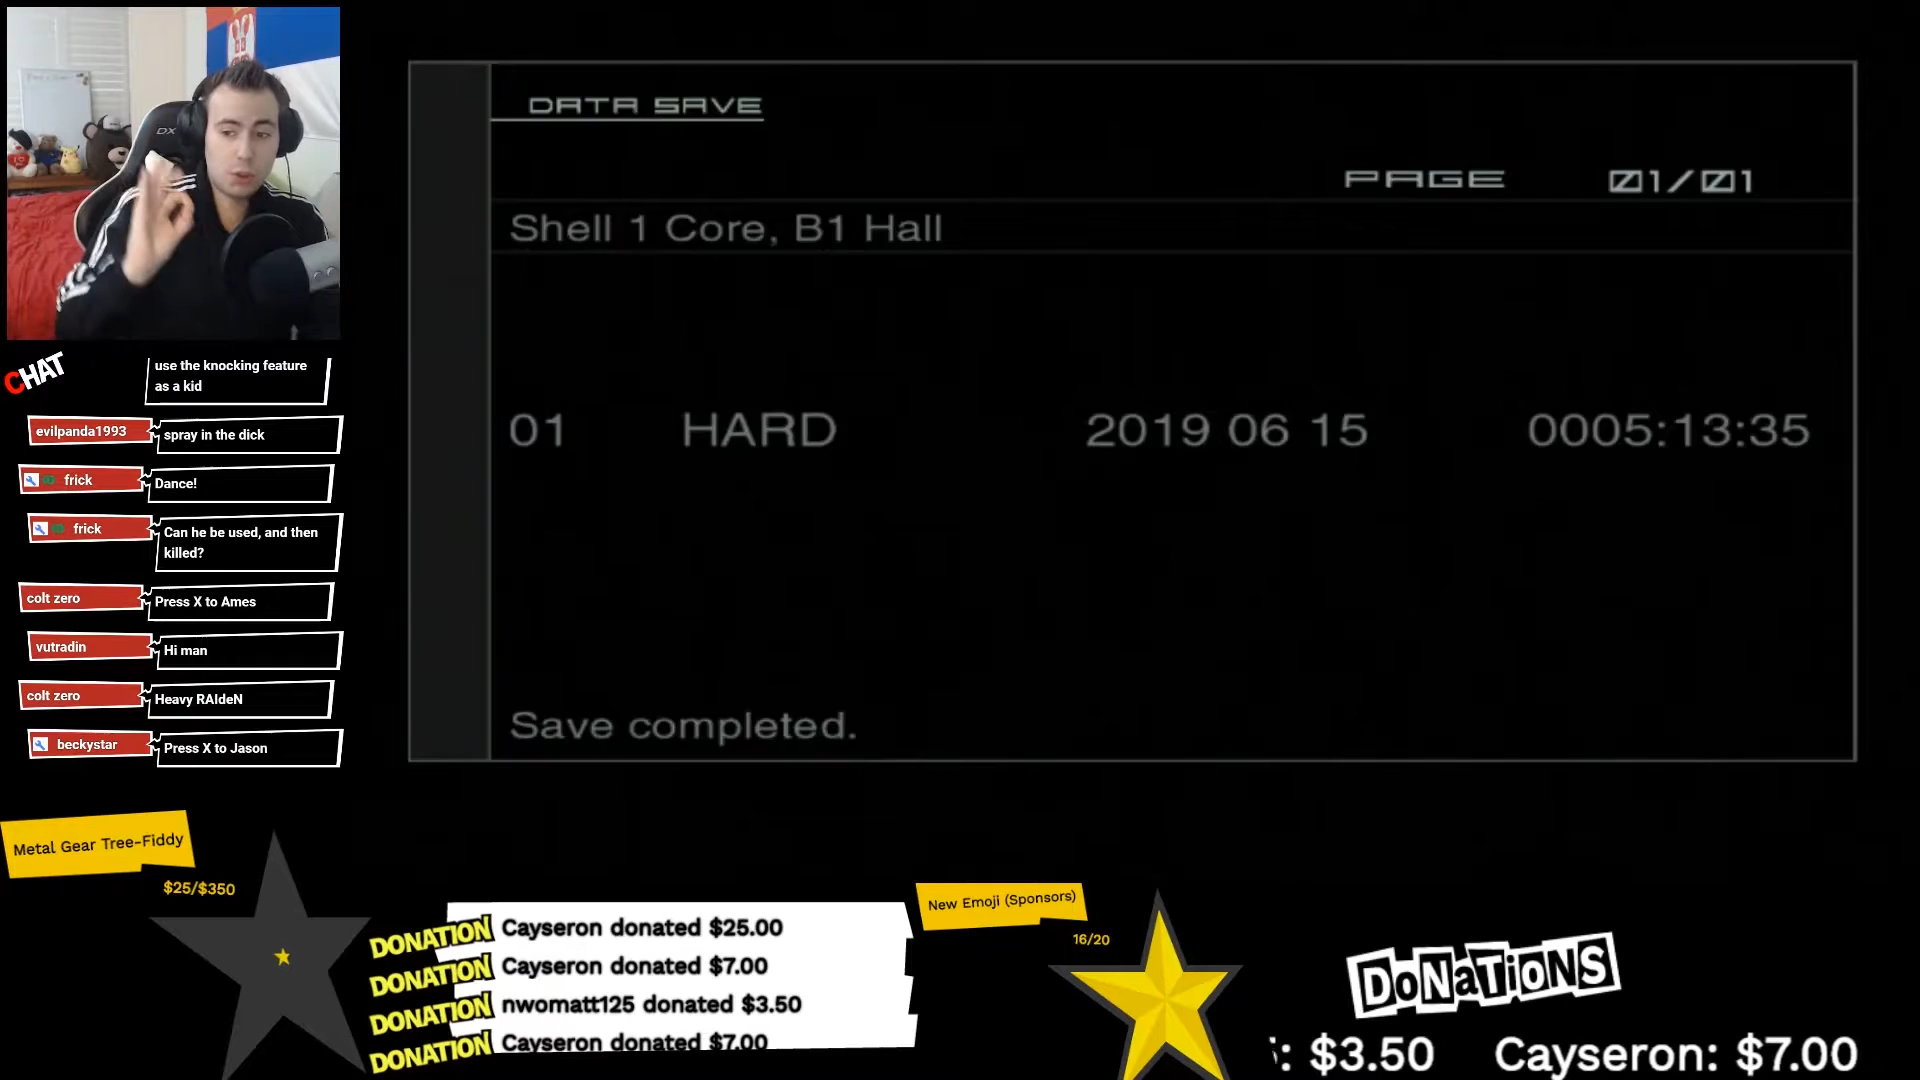 DX
DATA SAVE
PAGE 01/01
Shell 1 Core, B1 Hall
01 HARD 2019 06 15 0005:13:35
Save completed.
CHAT
use the knocking feature
as a kid
evilpanda1993
spray in the dick
frick
Dance!
frick
Can he be used, and then
killed?
colt zero
Press X to Ames
vutradin
Hi man
colt zero
Heavy RAIdeN
beckystar
Press X to Jason
Metal Gear Tree-Fiddy
$25/$350
DONATION Cayseron donated $25.00
DONATION Cayseron donated $7.00
DONATION nwomatt125 donated $3.50
DONATION Cayseron donated $7.00
New Emoji (Sponsors)
16/20
DoNaTiONS
: $3.50 Cayseron: $7.00